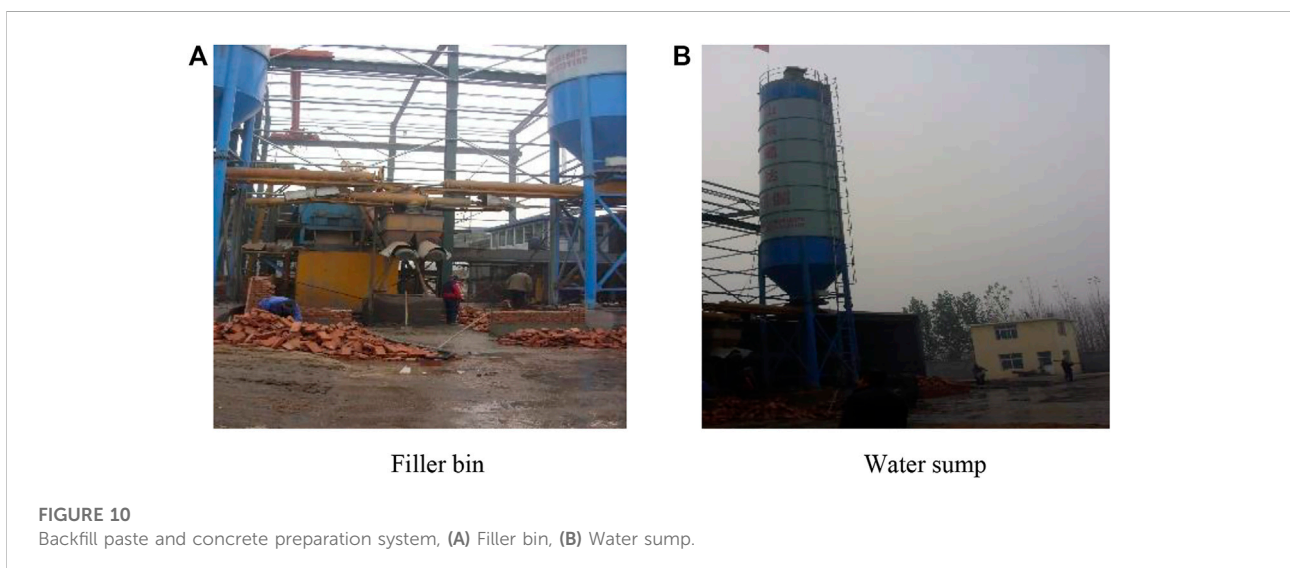 A
B
Filler bin
Water sump
FIGURE 10
Backfill paste and concrete preparation system, (A) Filler bin, (B) Water sump.